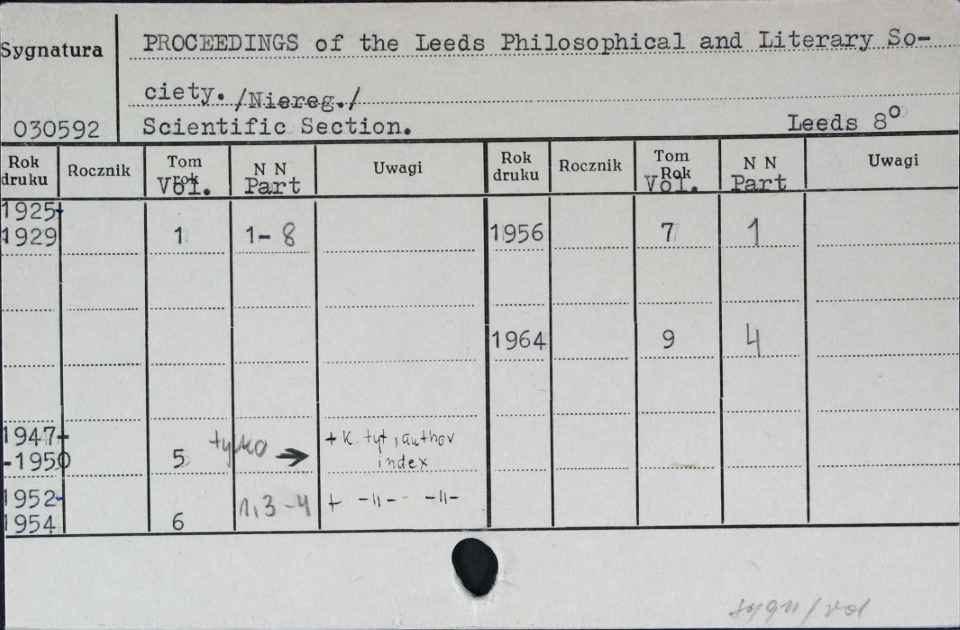 Sygnatura
PROCEEDINGS of the Leeds Philosophical and Literary So-
ciety. /Niereg./
030592 Scientific Section. Leeds 8°
Rok druku Rocznik Tom Rok Vol. N N Part Uwagi Rok druku Rocznik Tom Rok Vol. N N Part Uwagi
1925-
1929 1 1-8 1956 7 1
1964 9 4
1947- tylko → + k. tyt, author
-1950 5 index
1952- 1,3-4 + -||- -||-
1954 6
sygn/vol